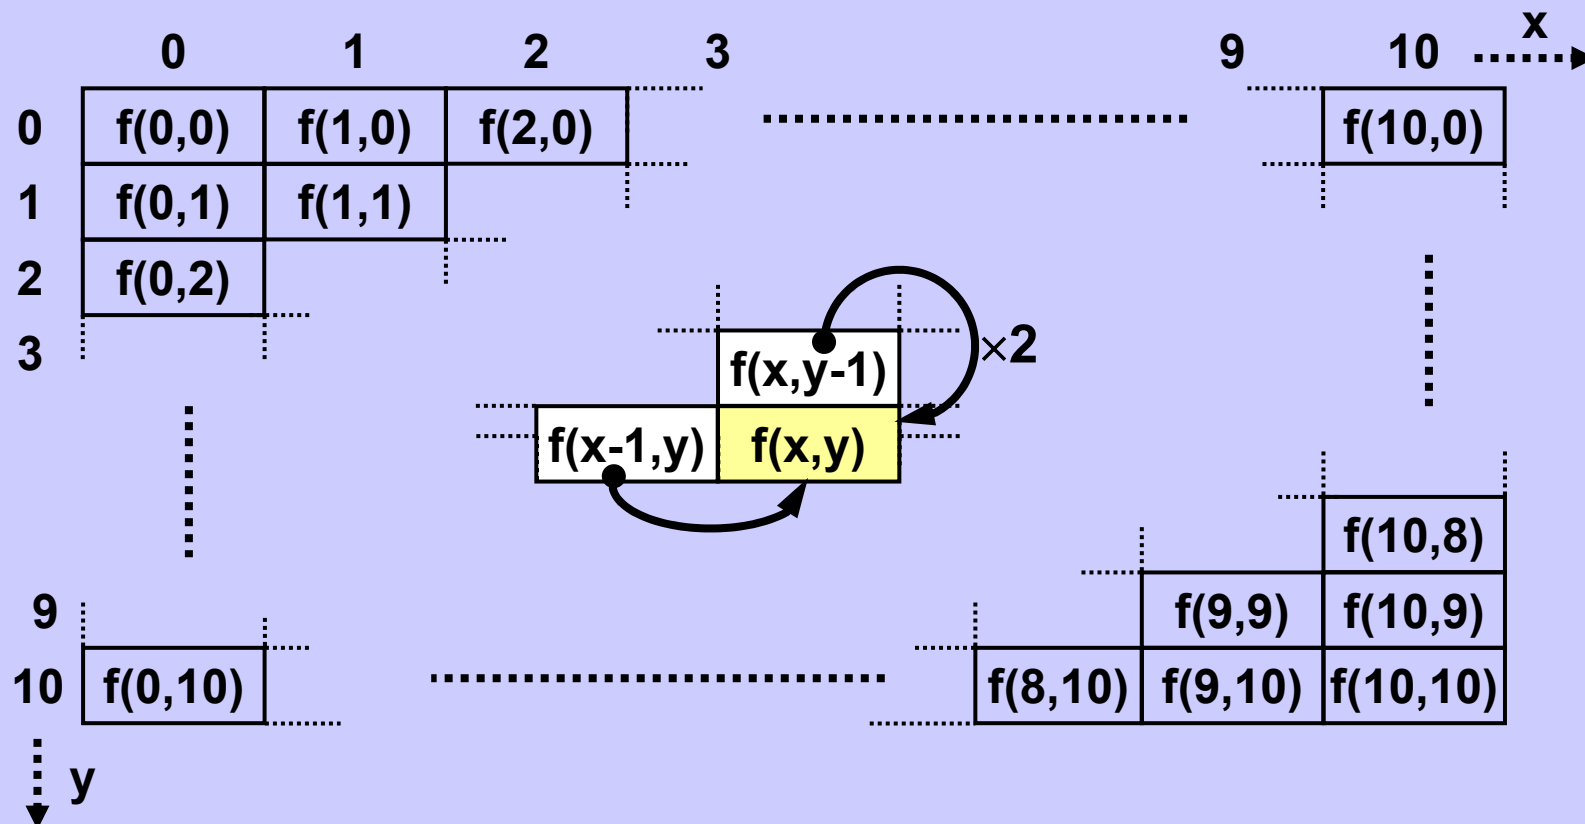 x
0 1 2 3 9 10
0 f(0,0) f(1,0) f(2,0) f(10,0)
1 f(0,1) f(1,1)
2 f(0,2)
3
×2
f(x,y-1)
f(x-1,y) f(x,y)
f(10,8)
9 f(9,9) f(10,9)
10 f(0,10) f(8,10) f(9,10) f(10,10)
y